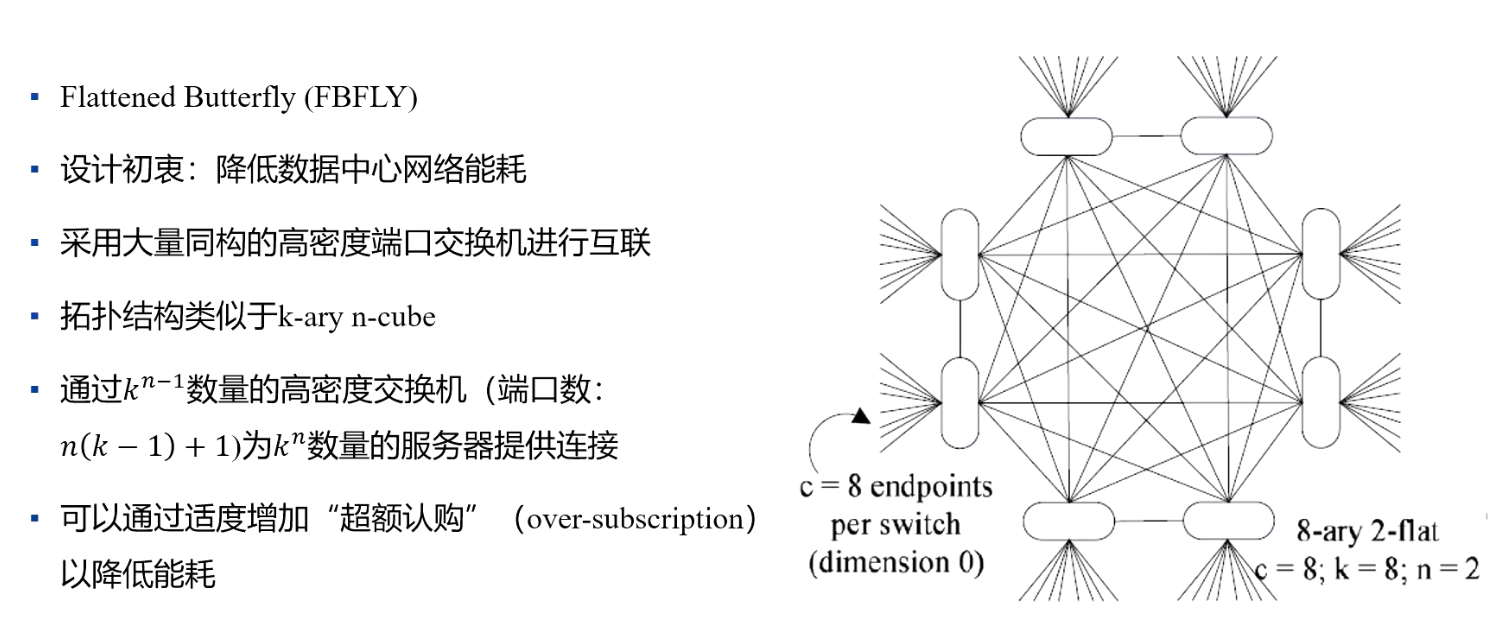 ▪ Flattened Butterfly (FBFLY)
▪ 设计初衷：降低数据中心网络能耗
▪ 采用大量同构的高密度端口交换机进行互联
▪ 拓扑结构类似于k-ary n-cube
▪ 通过kⁿ⁻¹数量的高密度交换机（端口数：
n(k − 1) + 1)为kⁿ数量的服务器提供连接
▪ 可以通过适度增加“超额认购”（over-subscription）
以降低能耗
c = 8 endpoints
per switch
(dimension 0)
8-ary 2-flat
c = 8; k = 8; n = 2